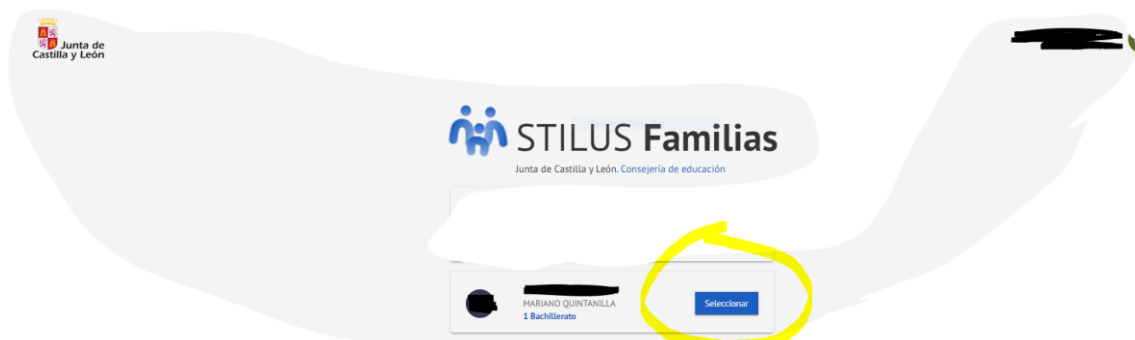 Junta de
Castilla y León
STILUS Familias
Junta de Castilla y León. Consejería de educación
MARIANO QUINTANILLA
1 Bachillerato
Seleccionar